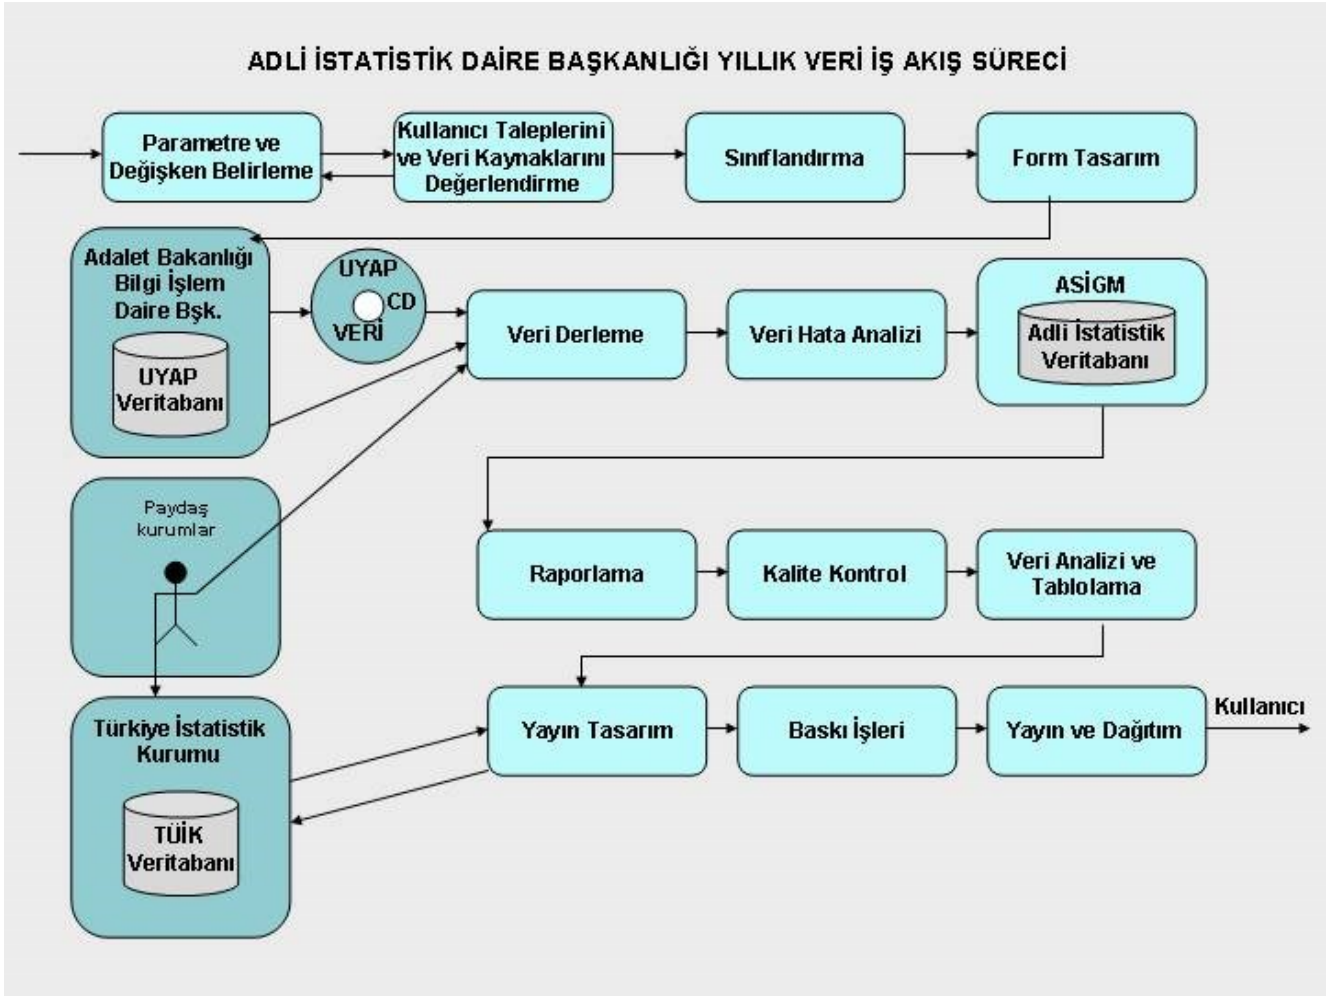 ADLİ İSTATİSTİK DAİRE BAŞKANLIĞI YILLIK VERİ İŞ AKIŞ SÜRECİ
Parametre ve
Değişken Belirleme
Kullanıcı Taleplerini
ve Veri Kaynaklarını
Değerlendirme
Sınıflandırma
Form Tasarım
Adalet Bakanlığı
Bilgi İşlem
Daire Bşk.
UYAP
Veritabanı
UYAP
CD
VERİ
Veri Derleme
Veri Hata Analizi
ASİGM
Adli İstatistik
Veritabanı
Paydaş
kurumlar
Raporlama
Kalite Kontrol
Veri Analizi ve
Tablolama
Türkiye İstatistik
Kurumu
TÜİK
Veritabanı
Yayın Tasarım
Baskı İşleri
Yayın ve Dağıtım
Kullanıcı